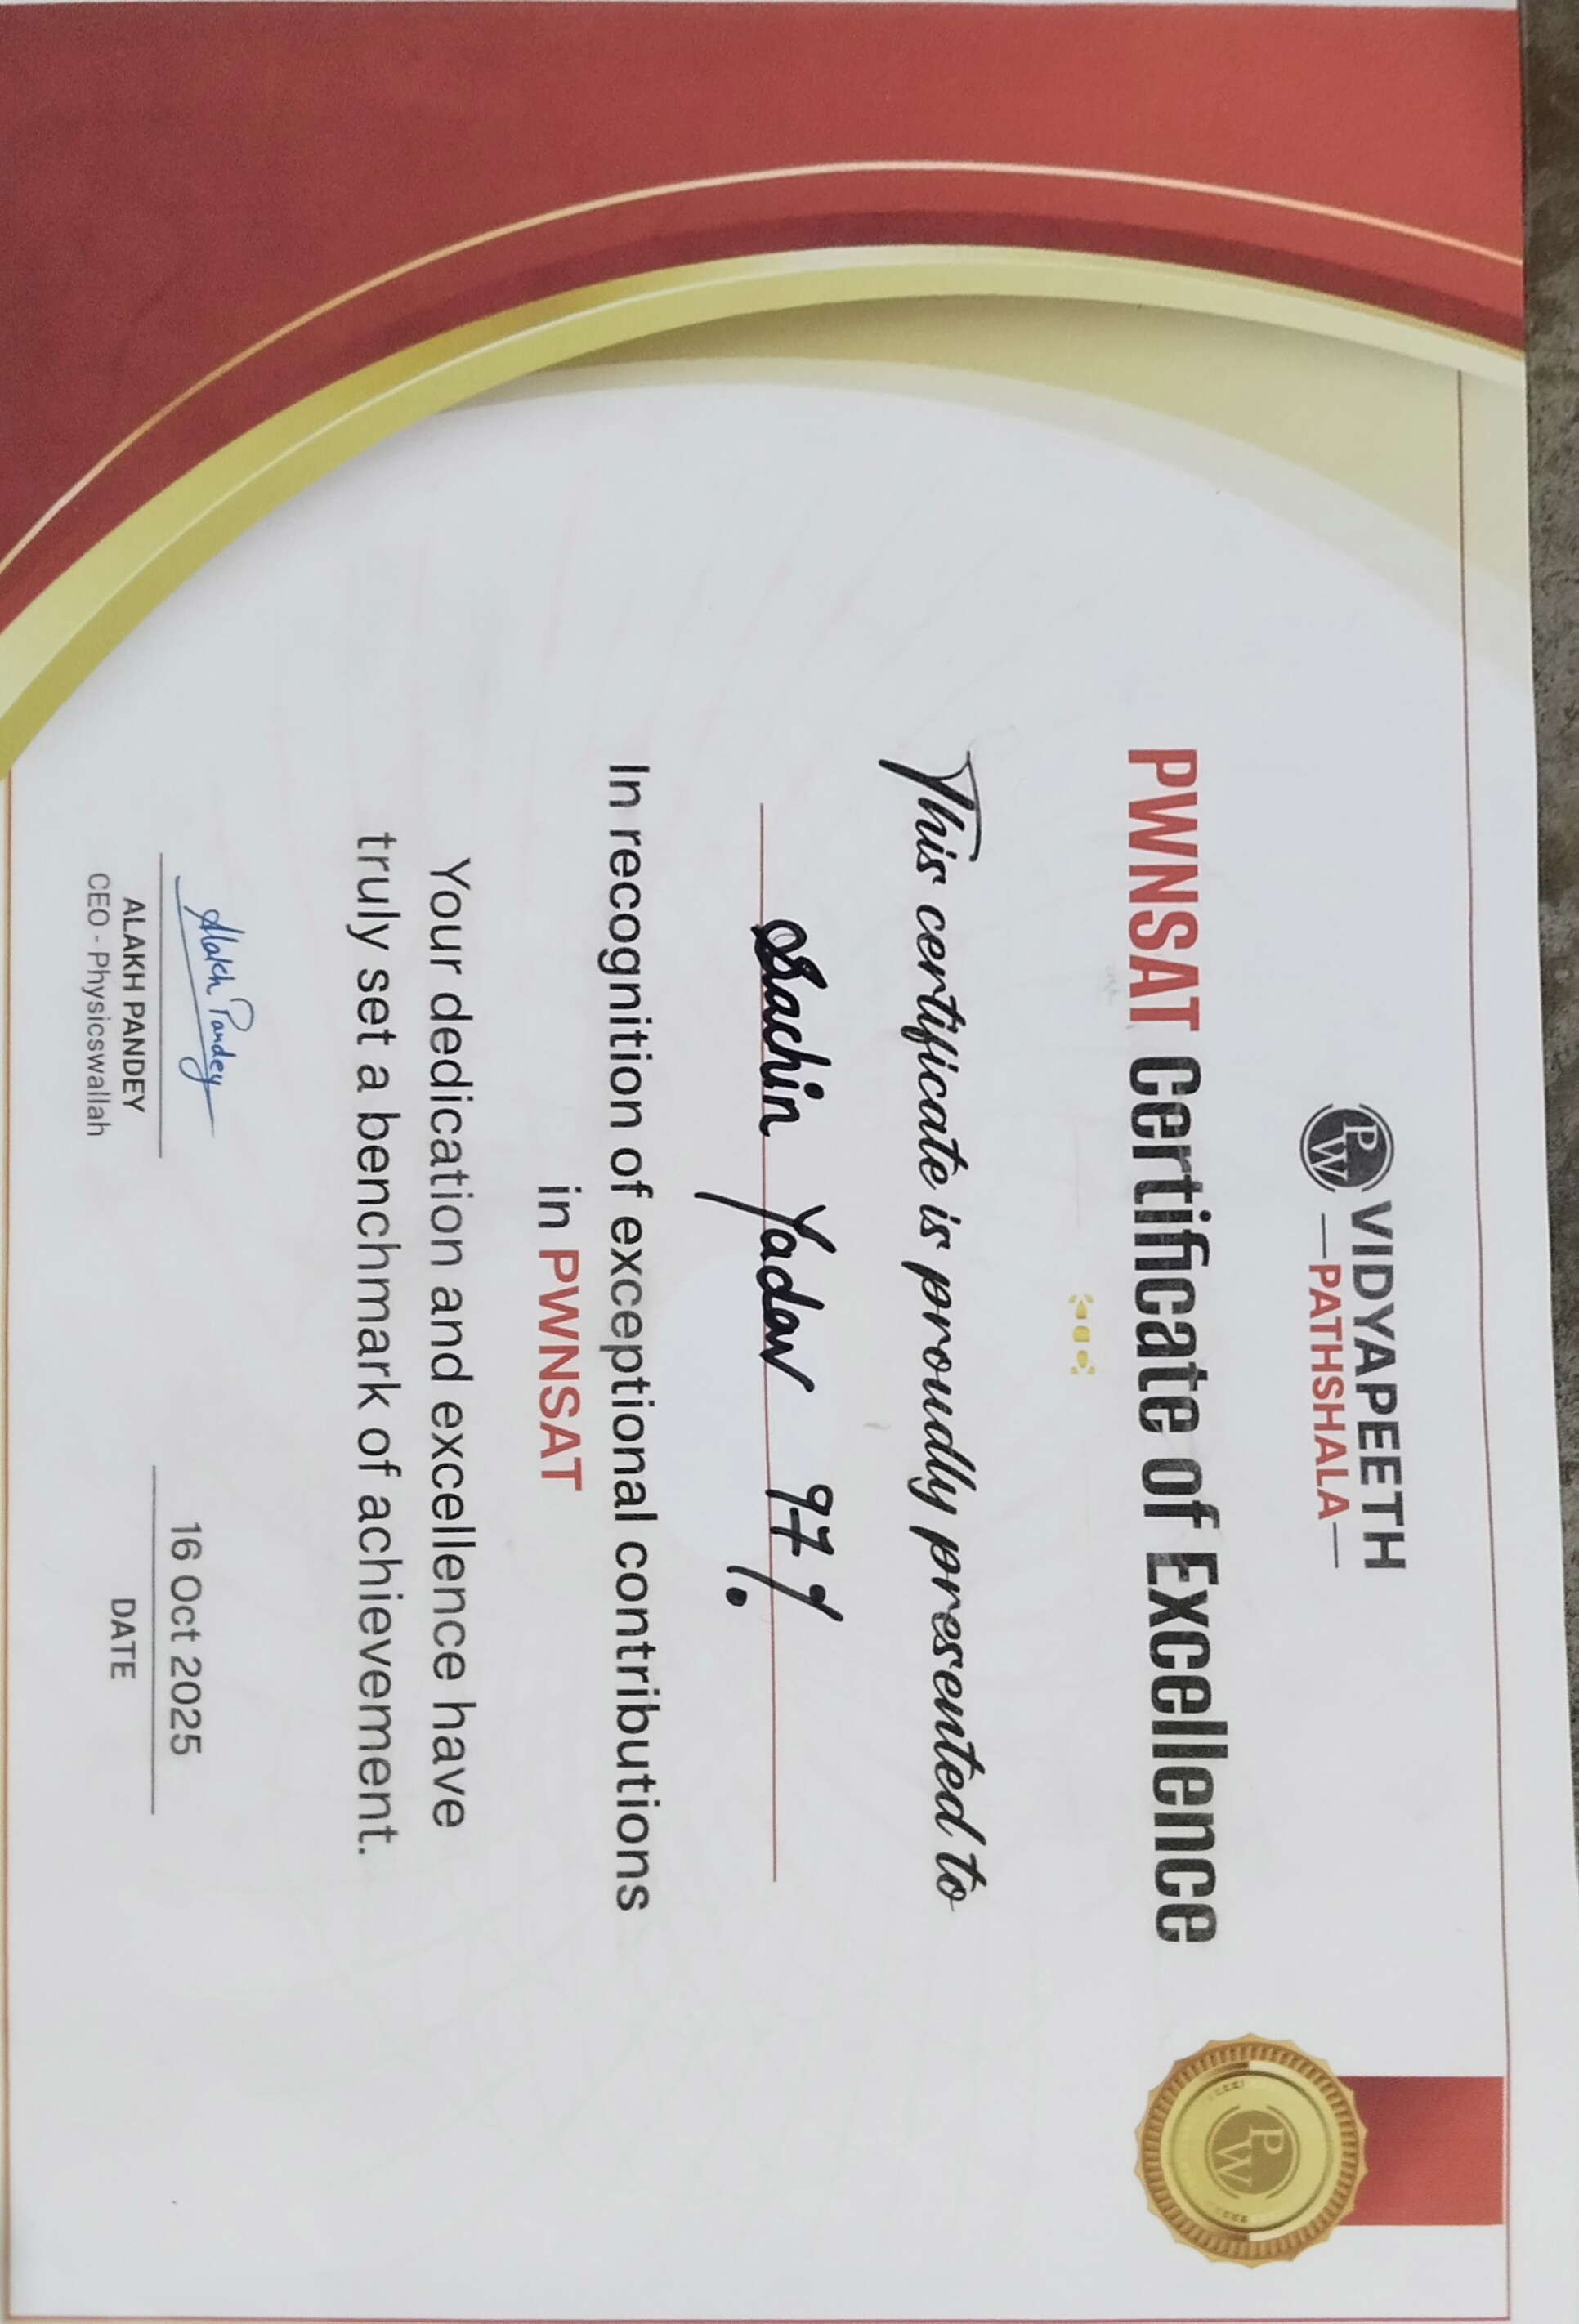 PW VIDYAPEETH
PATHSHALA
PWNSAT Certificate of Excellence
This certificate is proudly presented to
Sachin Yadav 97%
In recognition of exceptional contributions
in PWNSAT
Your dedication and excellence have
truly set a benchmark of achievement.
Alakh Pandey
ALAKH PANDEY
CEO - Physicswallah
16 Oct 2025
DATE
PW